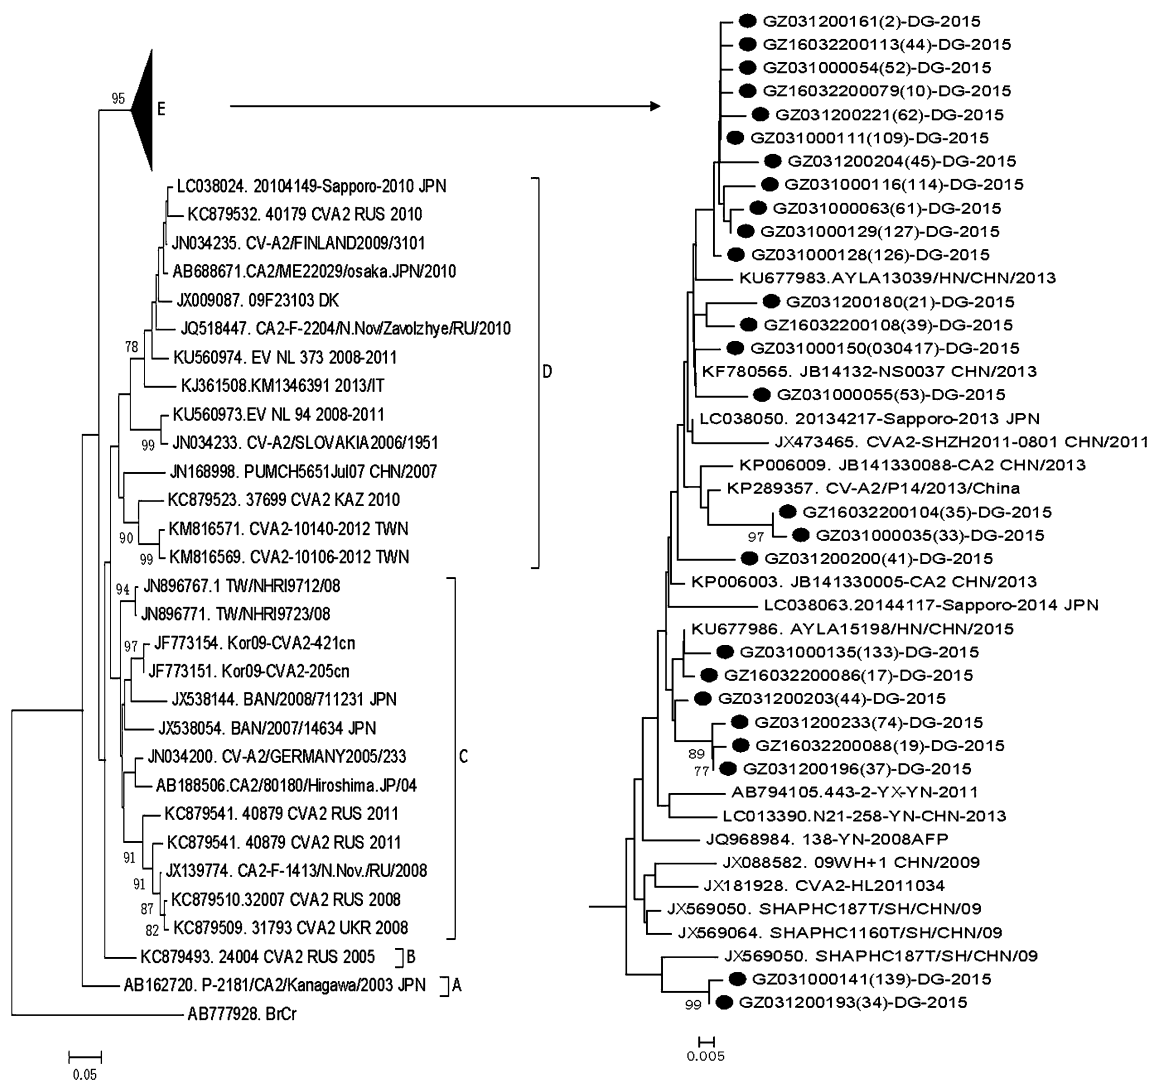 95
E
LC038024. 20104149-Sapporo-2010 JPN
KC879532. 40179 CVA2 RUS 2010
JN034235. CV-A2/FINLAND2009/3101
AB688671.CA2/ME22029/osaka.JPN/2010
JX009087. 09F23103 DK
JQ518447. CA2-F-2204/N.Nov/Zavolzhye/RU/2010
78
KU560974. EV NL 373 2008-2011
D
KJ361508.KM1346391 2013/IT
KU560973.EV NL 94 2008-2011
99
JN034233. CV-A2/SLOVAKIA2006/1951
JN168998. PUMCH5651Jul07 CHN/2007
KC879523. 37699 CVA2 KAZ 2010
KM816571. CVA2-10140-2012 TWN
90
99
KM816569. CVA2-10106-2012 TWN
94
JN896767.1 TW/NHRI9712/08
JN896771. TW/NHRI9723/08
97
JF773154. Kor09-CVA2-421cn
JF773151. Kor09-CVA2-205cn
JX538144. BAN/2008/711231 JPN
JX538054. BAN/2007/14634 JPN
JN034200. CV-A2/GERMANY2005/233
C
AB188506.CA2/80180/Hiroshima.JP/04
KC879541. 40879 CVA2 RUS 2011
KC879541. 40879 CVA2 RUS 2011
91
JX139774. CA2-F-1413/N.Nov./RU/2008
91
KC879510.32007 CVA2 RUS 2008
87
KC879509. 31793 CVA2 UKR 2008
82
KC879493. 24004 CVA2 RUS 2005
B
AB162720. P-2181/CA2/Kanagawa/2003 JPN
A
AB777928. BrCr
0.05
GZ031200161(2)-DG-2015
GZ16032200113(44)-DG-2015
GZ031000054(52)-DG-2015
GZ16032200079(10)-DG-2015
GZ031200221(62)-DG-2015
GZ031000111(109)-DG-2015
GZ031200204(45)-DG-2015
GZ031000116(114)-DG-2015
GZ031000063(61)-DG-2015
GZ031000129(127)-DG-2015
GZ031000128(126)-DG-2015
KU677983.AYLA13039/HN/CHN/2013
GZ031200180(21)-DG-2015
GZ16032200108(39)-DG-2015
GZ031000150(030417)-DG-2015
KF780565. JB14132-NS0037 CHN/2013
GZ031000055(53)-DG-2015
LC038050. 20134217-Sapporo-2013 JPN
JX473465. CVA2-SHZH2011-0801 CHN/2011
KP006009. JB141330088-CA2 CHN/2013
KP289357. CV-A2/P14/2013/China
GZ16032200104(35)-DG-2015
97
GZ031000035(33)-DG-2015
GZ031200200(41)-DG-2015
KP006003. JB141330005-CA2 CHN/2013
LC038063.20144117-Sapporo-2014 JPN
KU677986. AYLA15198/HN/CHN/2015
GZ031000135(133)-DG-2015
GZ16032200086(17)-DG-2015
GZ031200203(44)-DG-2015
GZ031200233(74)-DG-2015
89
GZ16032200088(19)-DG-2015
77
GZ031200196(37)-DG-2015
AB794105.443-2-YX-YN-2011
LC013390.N21-258-YN-CHN-2013
JQ968984. 138-YN-2008AFP
JX088582. 09WH+1 CHN/2009
JX181928. CVA2-HL2011034
JX569050. SHAPHC187T/SH/CHN/09
JX569064. SHAPHC1160T/SH/CHN/09
JX569050. SHAPHC187T/SH/CHN/09
GZ031000141(139)-DG-2015
99
GZ031200193(34)-DG-2015
0.005